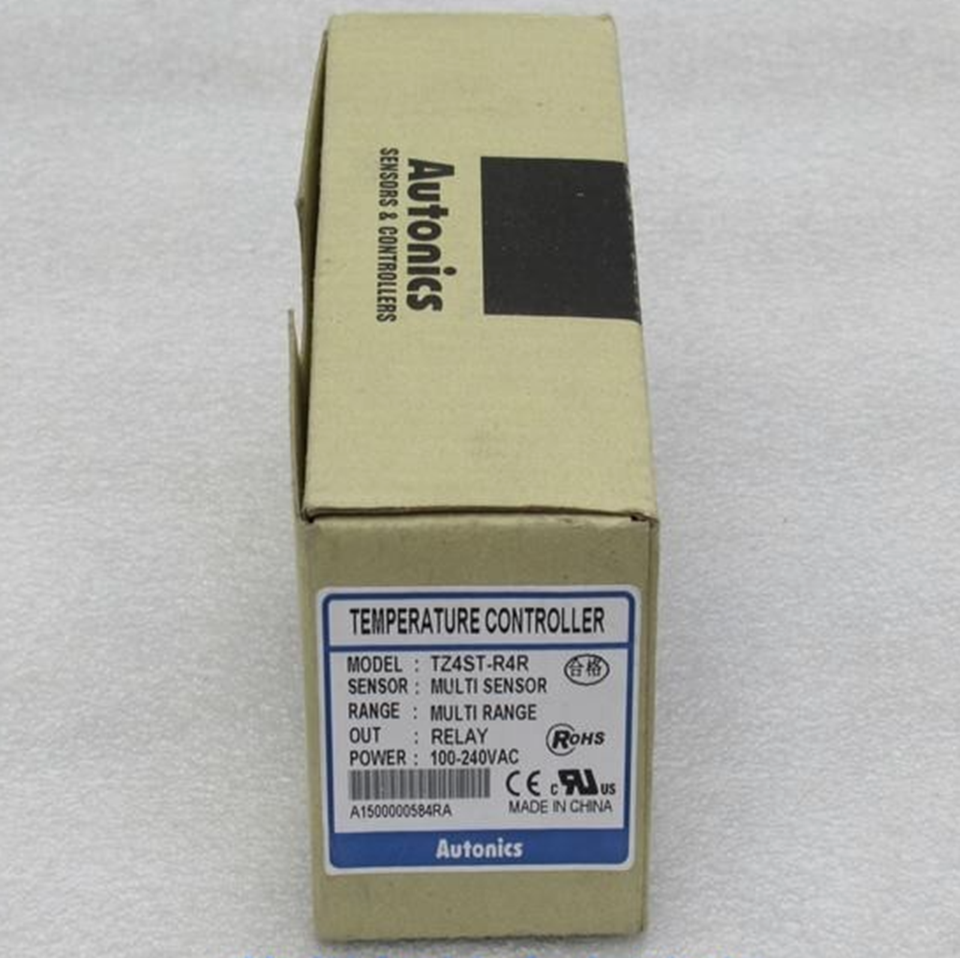 Autonics
SENSORS & CONTROLLERS
TEMPERATURE CONTROLLER
MODEL : TZ4ST-R4R
合格
SENSOR : MULTI SENSOR
RANGE : MULTI RANGE
OUT : RELAY
RoHS
POWER : 100-240VAC
CE c RU US
A1500000584RA
MADE IN CHINA
Autonics